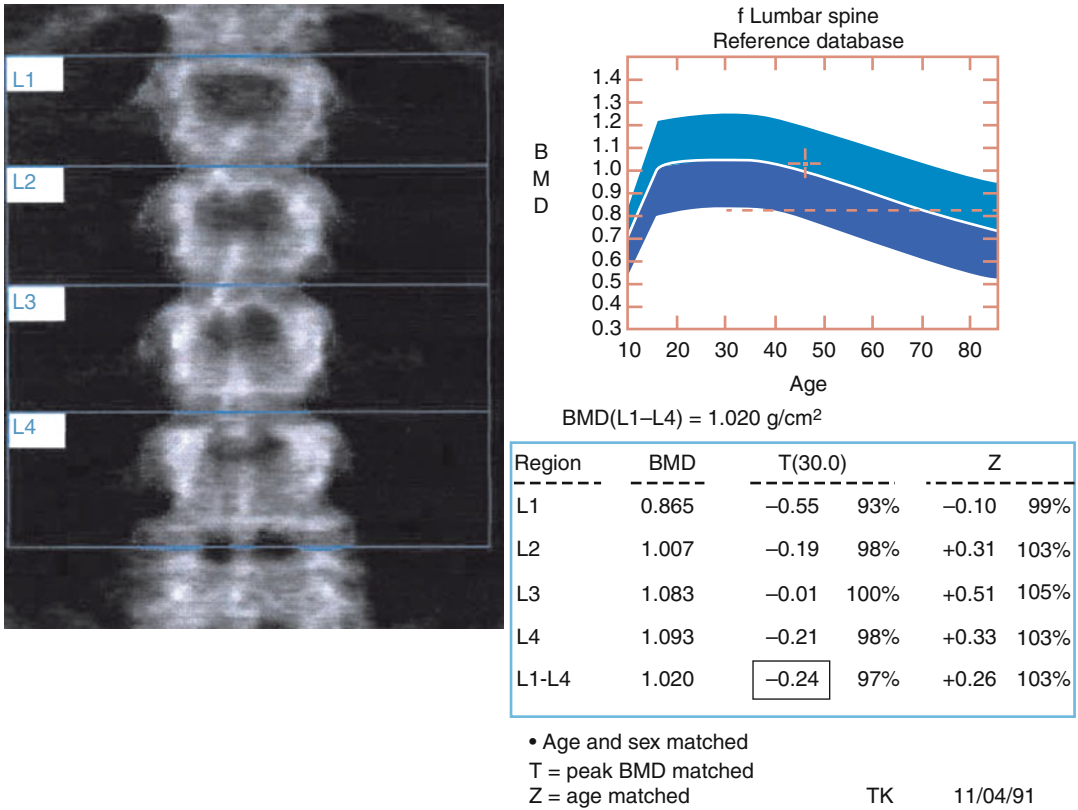 L1
L2
L3
L4
f Lumbar spine
Reference database
1.4
1.3
1.2
1.0
0.9
0.8
0.7
0.6
0.5
0.4
0.3
B
M
D
10 20 30 40 50 60 70 80
Age
BMD(L1–L4) = 1.020 g/cm²
Region BMD T(30.0) Z
L1 0.865 –0.55 93% –0.10 99%
L2 1.007 –0.19 98% +0.31 103%
L3 1.083 –0.01 100% +0.51 105%
L4 1.093 –0.21 98% +0.33 103%
L1-L4 1.020 –0.24 97% +0.26 103%
• Age and sex matched
T = peak BMD matched
Z = age matched TK 11/04/91